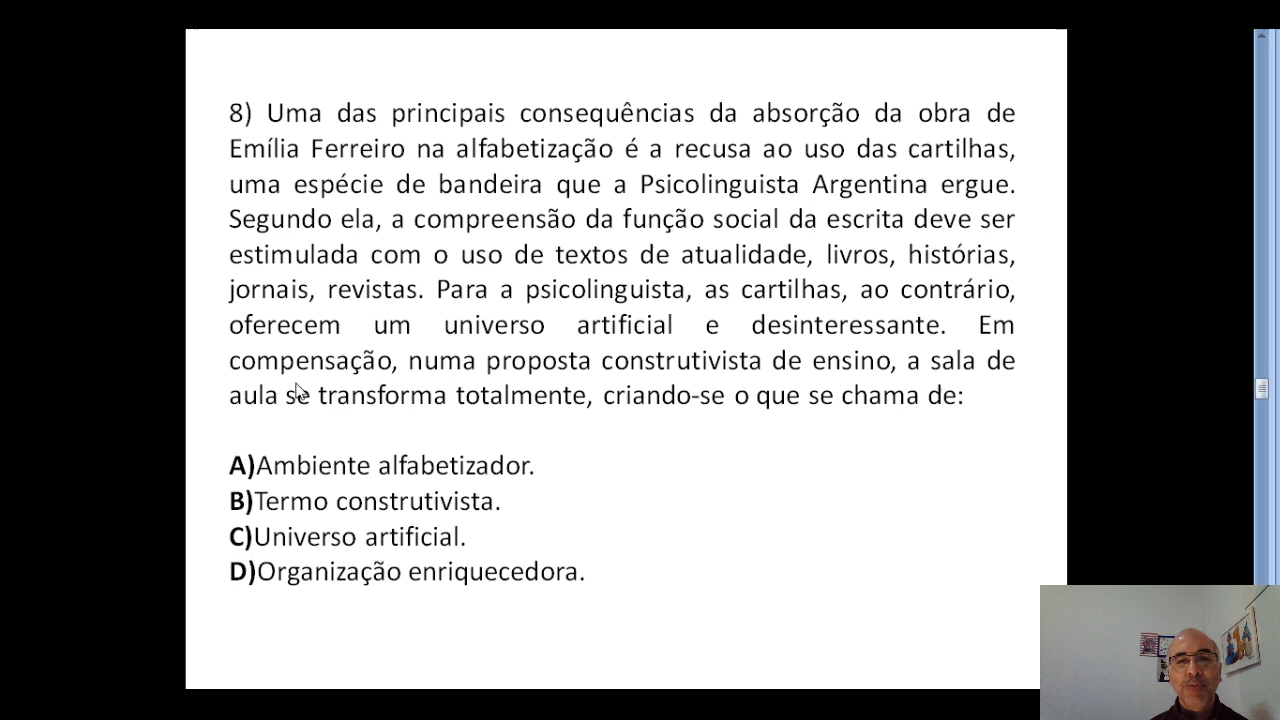 8) Uma das principais consequências da absorção da obra de
Emília Ferreiro na alfabetização é a recusa ao uso das cartilhas,
uma espécie de bandeira que a Psicolinguista Argentina ergue.
Segundo ela, a compreensão da função social da escrita deve ser
estimulada com o uso de textos de atualidade, livros, histórias,
jornais, revistas. Para a psicolinguista, as cartilhas, ao contrário,
oferecem um universo artificial e desinteressante. Em
compensação, numa proposta construtivista de ensino, a sala de
aula se transforma totalmente, criando-se o que se chama de:
A)Ambiente alfabetizador.
B)Termo construtivista.
C)Universo artificial.
D)Organização enriquecedora.